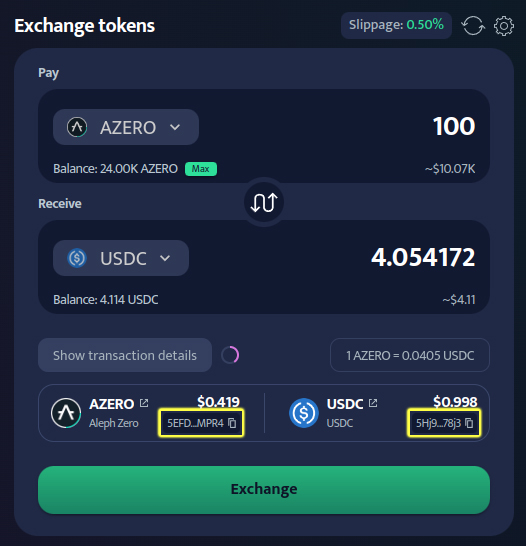 Exchange tokens
Slippage: 0.50%
Pay
AZERO
100
Balance: 24.00K AZERO Max
~$10.07K
Receive
USDC
4.054172
Balance: 4.114 USDC
~$4.11
Show transaction details
1 AZERO = 0.0405 USDC
AZERO $0.419
Aleph Zero 5EFD...MPR4
USDC $0.998
USDC 5Hj9...78j3
Exchange